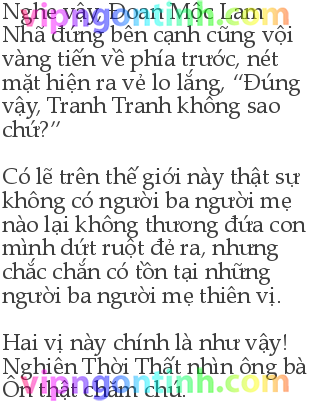 Nghe vậy Đoan Mộc Lam
Nhã đứng bên cạnh cũng vội
vàng tiến về phía trước, nét
mặt hiện ra vẻ lo lắng, “Đúng
vậy, Tranh Tranh không sao
chứ?”
Có lẽ trên thế giới này thật sự
không có người ba người mẹ
nào lại không thương đứa con
mình dứt ruột đẻ ra, nhưng
chắc chắn có tồn tại những
người ba người mẹ thiên vị.
Hai vị này chính là như vậy!
Nghiên Thời Thất nhìn ông bà
Ôn thật chăm chú.
vipngontinh.com
vipngontinh.com